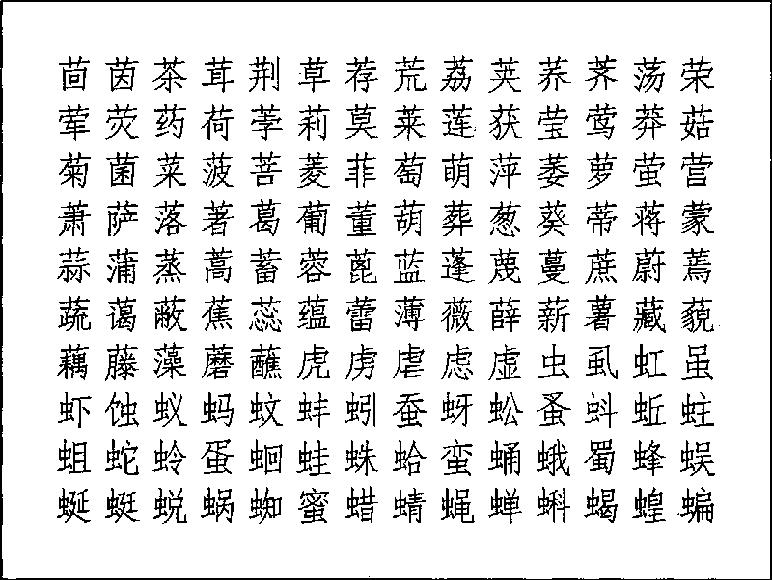 茴茵茶茸荆草荐荒荔荚荞荠荡荣
荤荧药荷荸莉莫莱莲获莹莺莽菇
菊菌菜菠菩菱菲萄萌萍萎萝萤营
萧萨落著葛葡董葫葬葱葵蒂蒋蒙
蒜蒲蒸蒿蓄蓉蓖蓝蓬蔑蔓蔗蔚蔫
蔬蔼蔽蕉蕊蕴蕾薄薇薛薪薯藏藐
藕藤藻蘑蘸虎虏虐虑虚虫虱虹虽
虾蚀蚁蚂蚊蚌蚓蚕蚜蚣蚤蚪蚯蛀
蛆蛇蛉蛋蛔蛙蛛蛤蛮蛹蛾蜀蜂蜈
蜒蜓蜕蜗蜘蜜蜡蜻蝇蝉蝌蝎蝗蝙